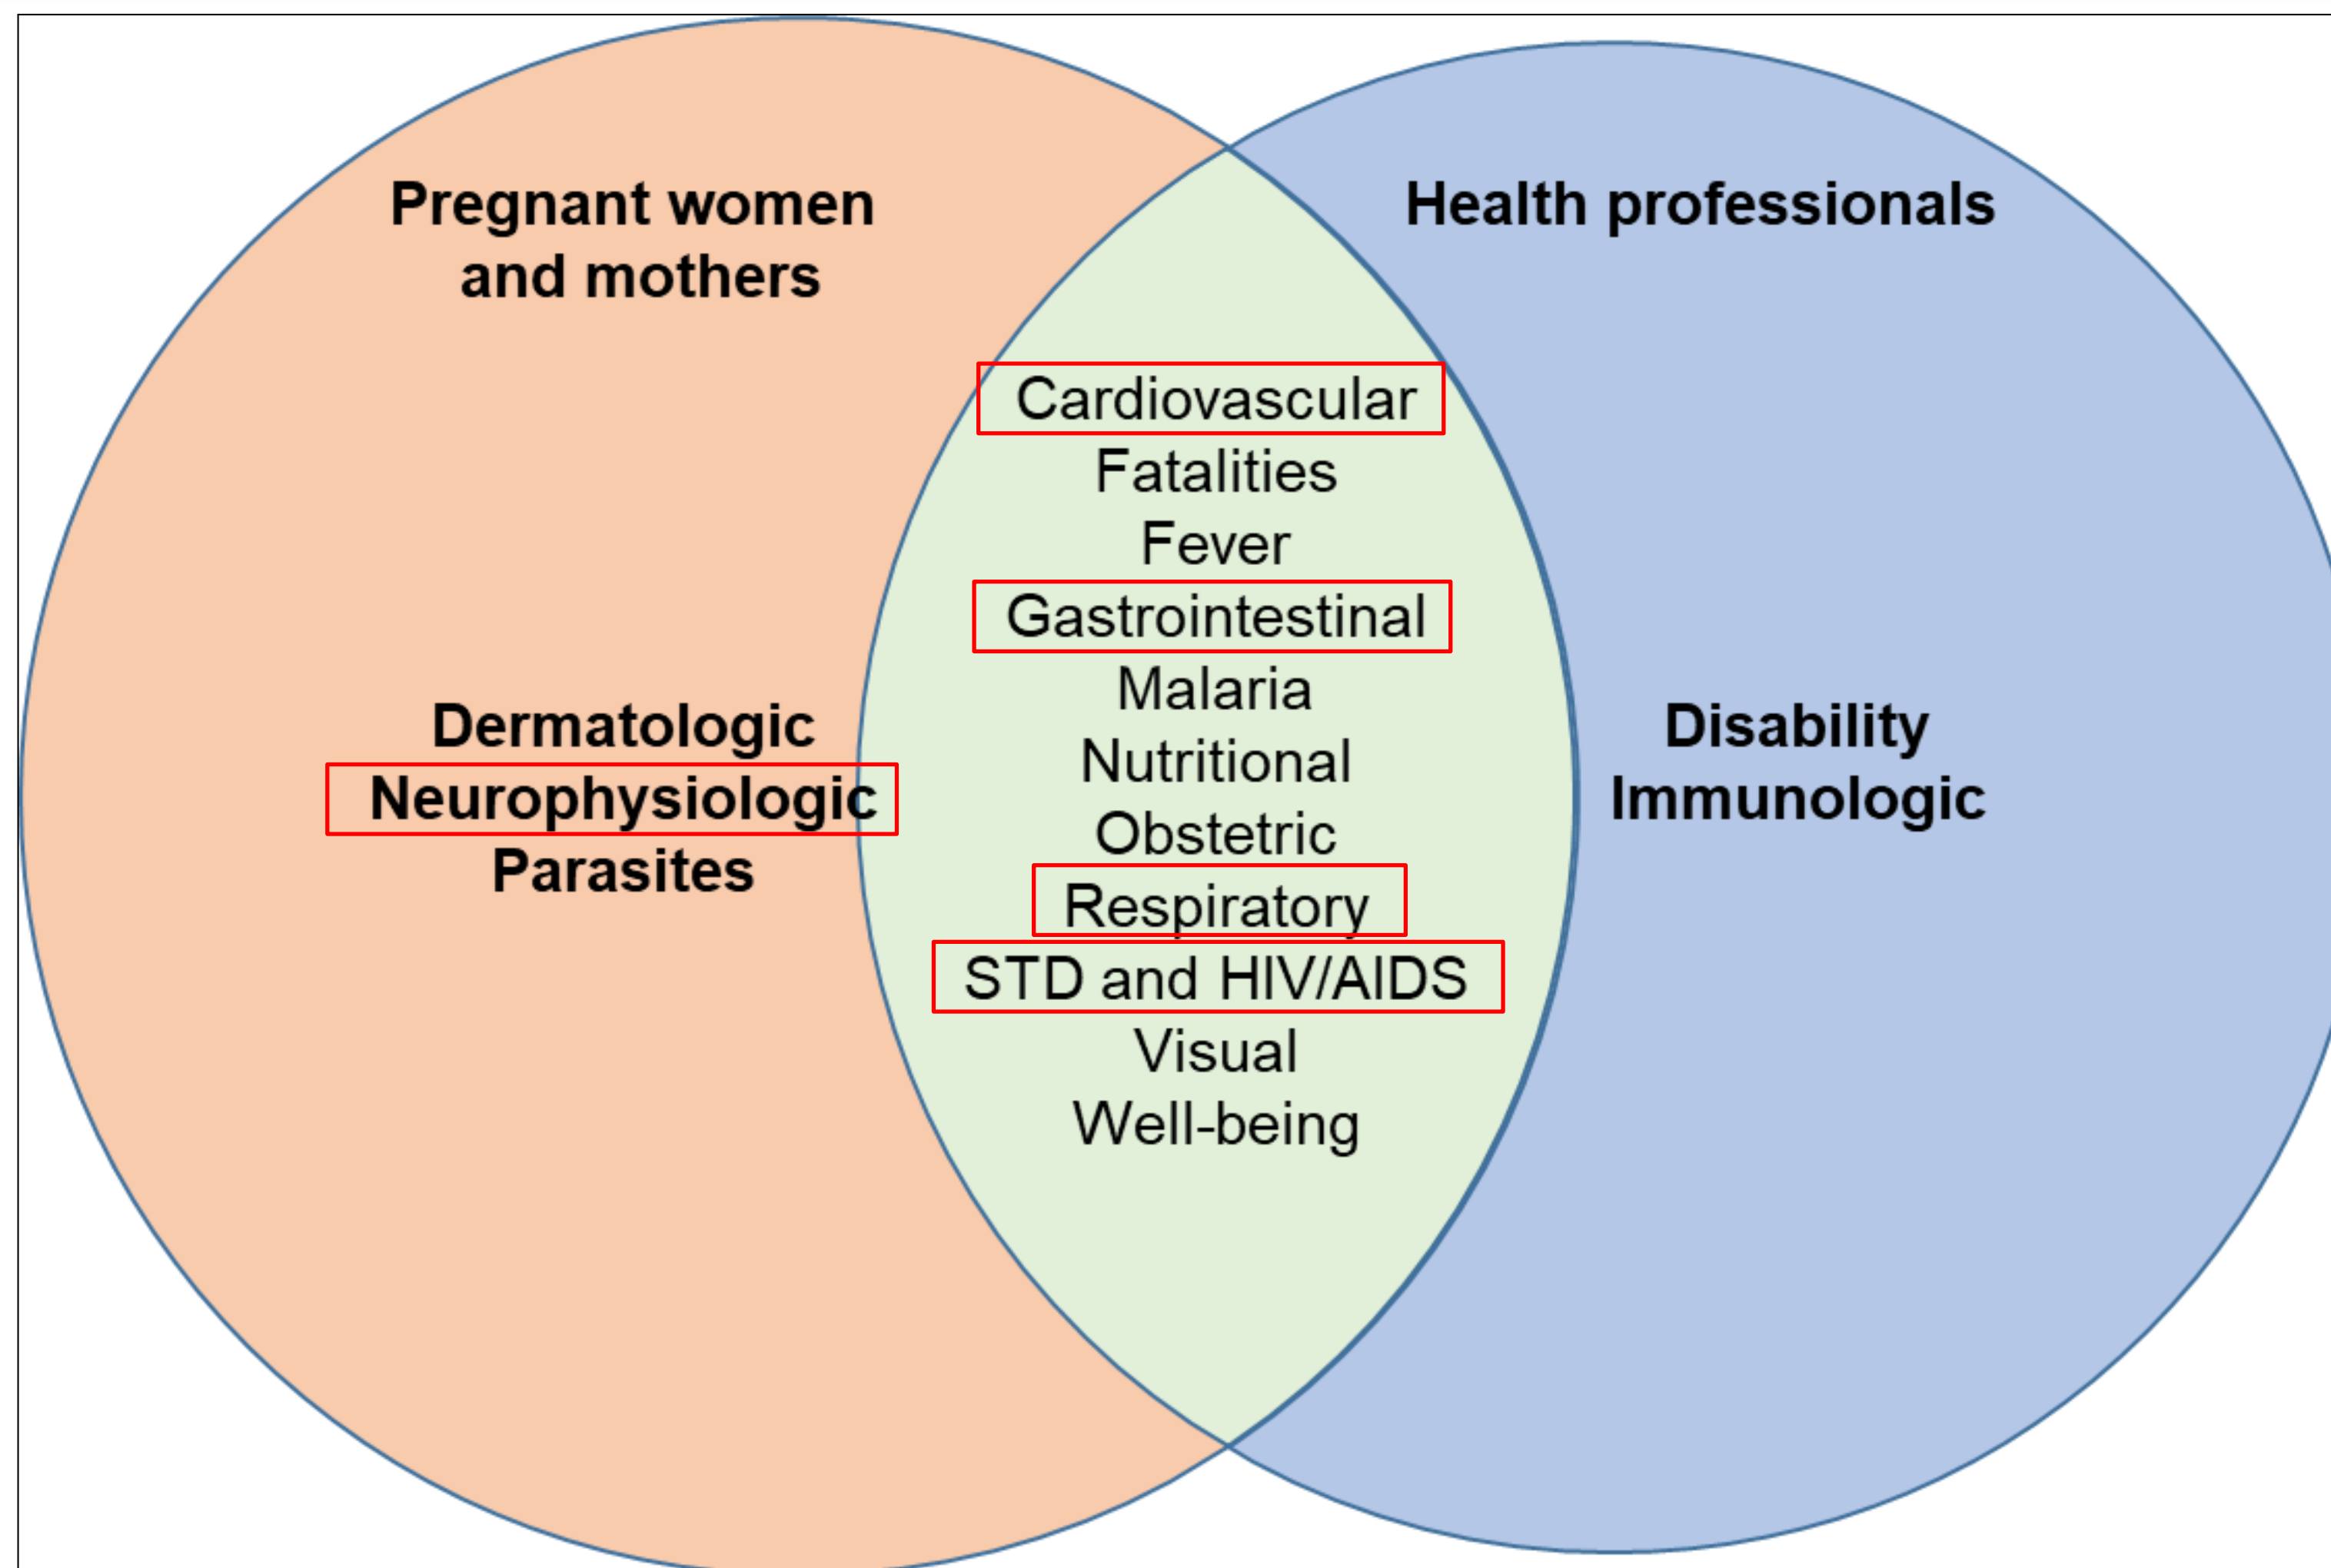 Pregnant women
and mothers
Health professionals
Cardiovascular
Fatalities
Fever
Gastrointestinal
Malaria
Nutritional
Obstetric
Respiratory
STD and HIV/AIDS
Visual
Well-being
Dermatologic
Neurophysiologic
Parasites
Disability
Immunologic